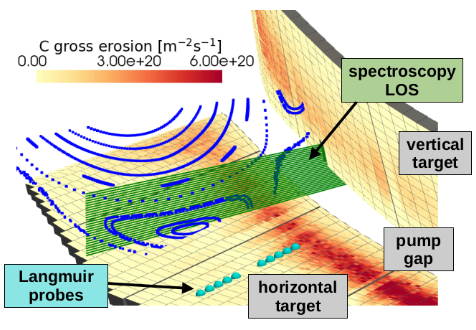 C gross erosion [m⁻²s⁻¹]
0.00 3.00e+20 6.00e+20
spectroscopy
LOS
vertical
target
pump
gap
Langmuir
probes
horizontal
target